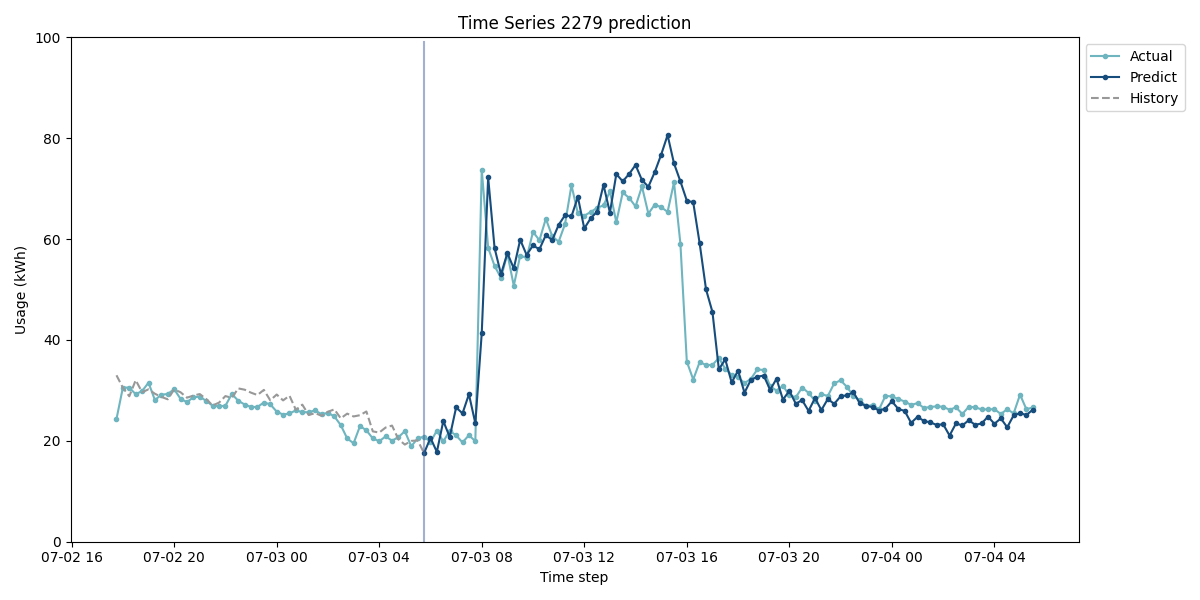 Time Series 2279 prediction
100
80
60
40
20
0
Usage (kWh)
07-02 16
07-02 20
07-03 00
07-03 04
07-03 08
07-03 12
07-03 16
07-03 20
07-04 00
07-04 04
Time step
Actual
Predict
History